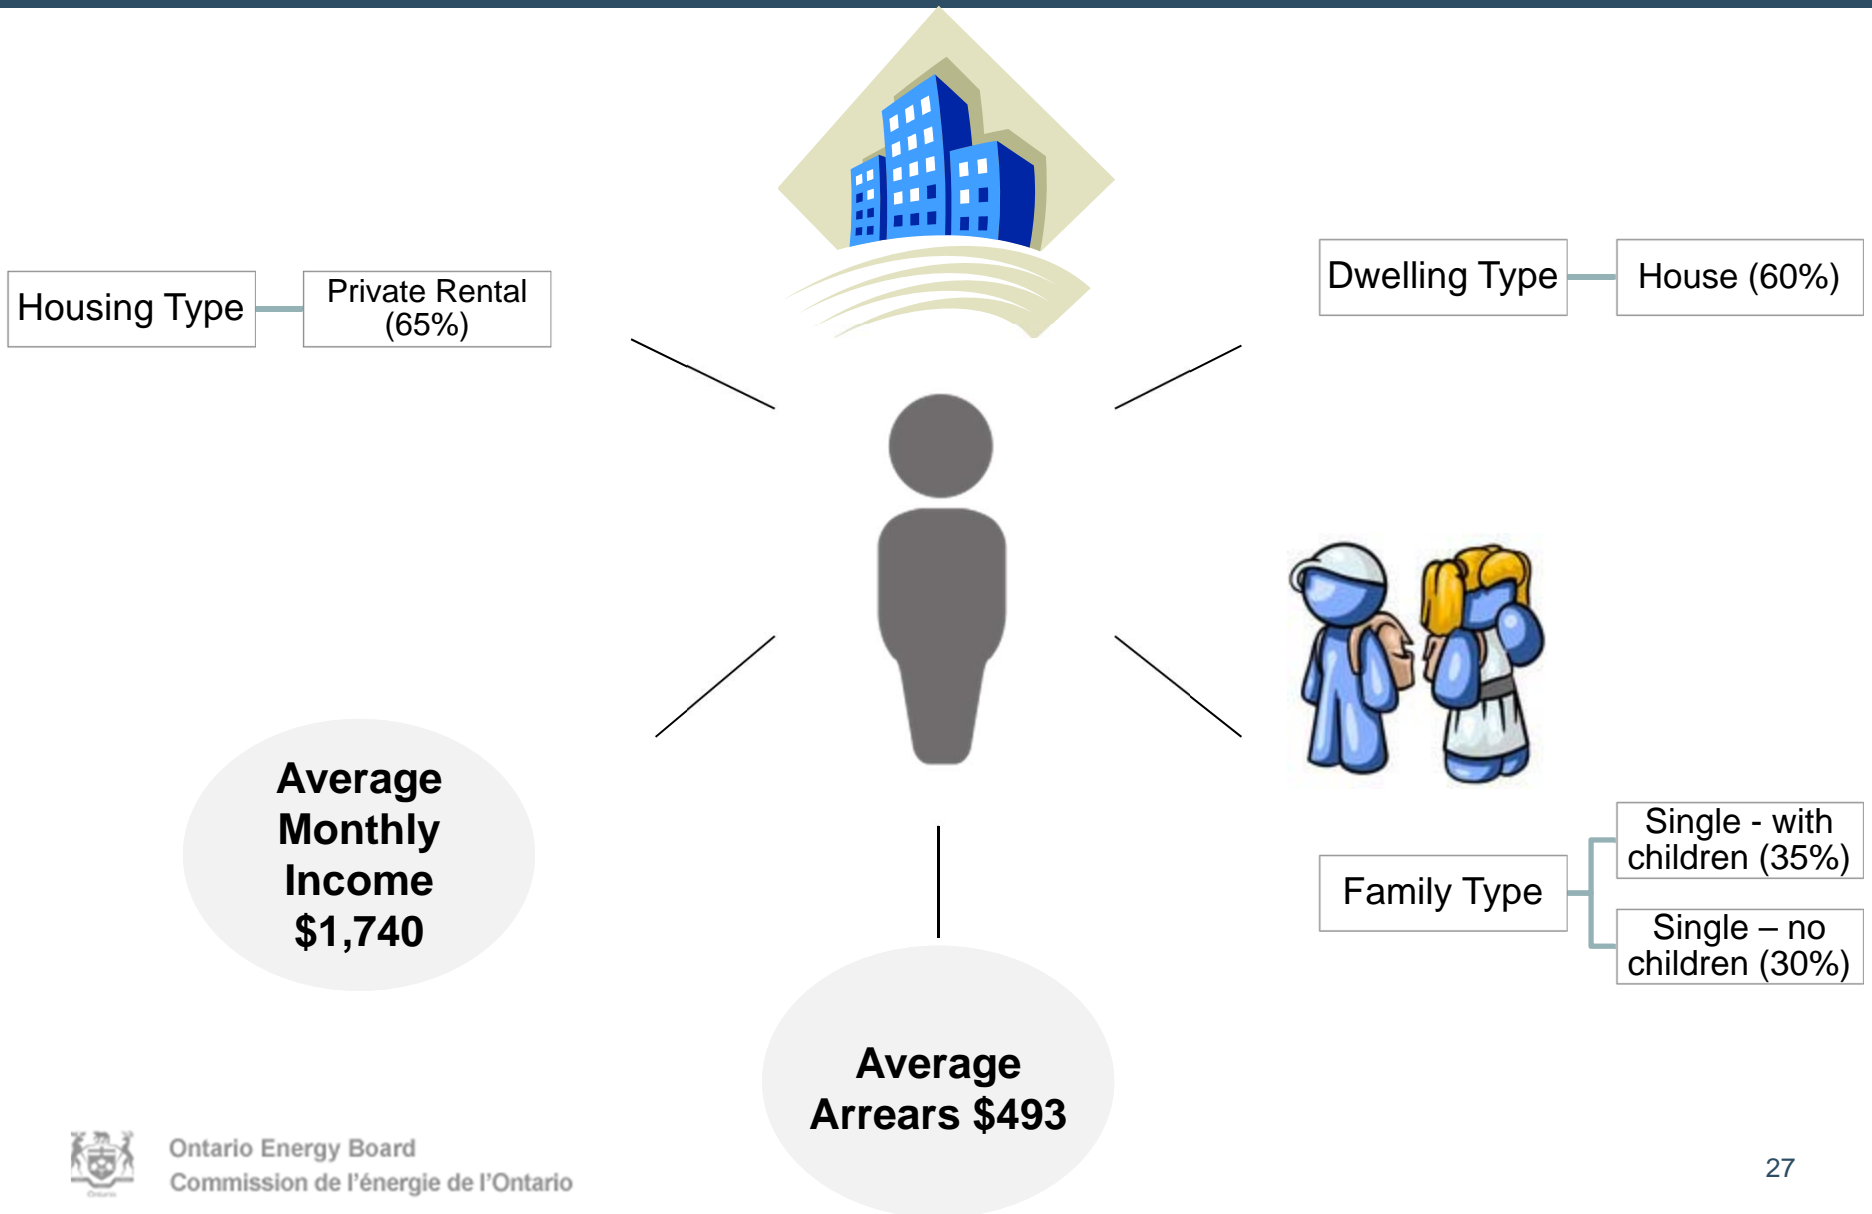 Housing Type
Private Rental
(65%)
Dwelling Type
House (60%)
Average
Monthly
Income
$1,740
Single - with
children (35%)
Family Type
Single – no
children (30%)
Average
Arrears $493
Ontario Energy Board
Commission de l'énergie de l'Ontario
27